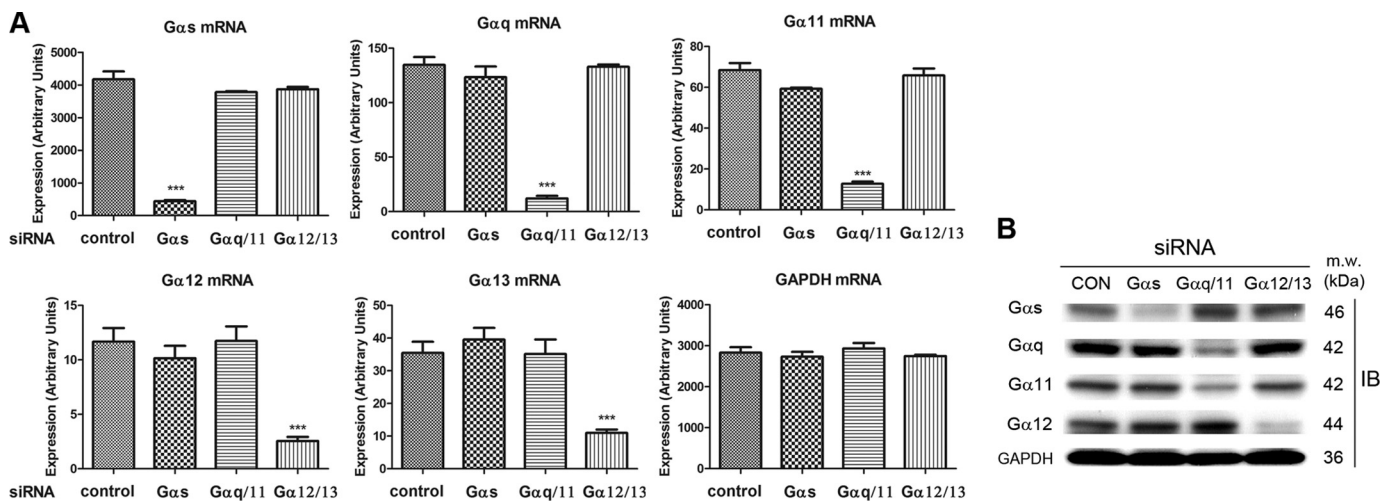 A
Gαs mRNA
Expression (Arbitrary Units)
5000
4000
3000
2000
1000
0
***
siRNA control Gαs Gαq/11 Gα12/13
Gαq mRNA
Expression (Arbitrary Units)
150
100
50
0
***
control Gαs Gαq/11 Gα12/13
Gα11 mRNA
Expression (Arbitrary Units)
80
60
40
20
0
***
control Gαs Gαq/11 Gα12/13
Gα12 mRNA
Expression (Arbitrary Units)
15
10
5
0
***
siRNA control Gαs Gαq/11 Gα12/13
Gα13 mRNA
Expression (Arbitrary Units)
50
40
30
20
10
0
***
control Gαs Gαq/11 Gα12/13
GAPDH mRNA
Expression (Arbitrary Units)
4000
3000
2000
1000
0
control Gαs Gαq/11 Gα12/13
B
siRNA
m.w.
(kDa)
CON Gαs Gαq/11 Gα12/13
Gαs 46
Gαq 42
Gα11 42
Gα12 44
GAPDH 36
IB